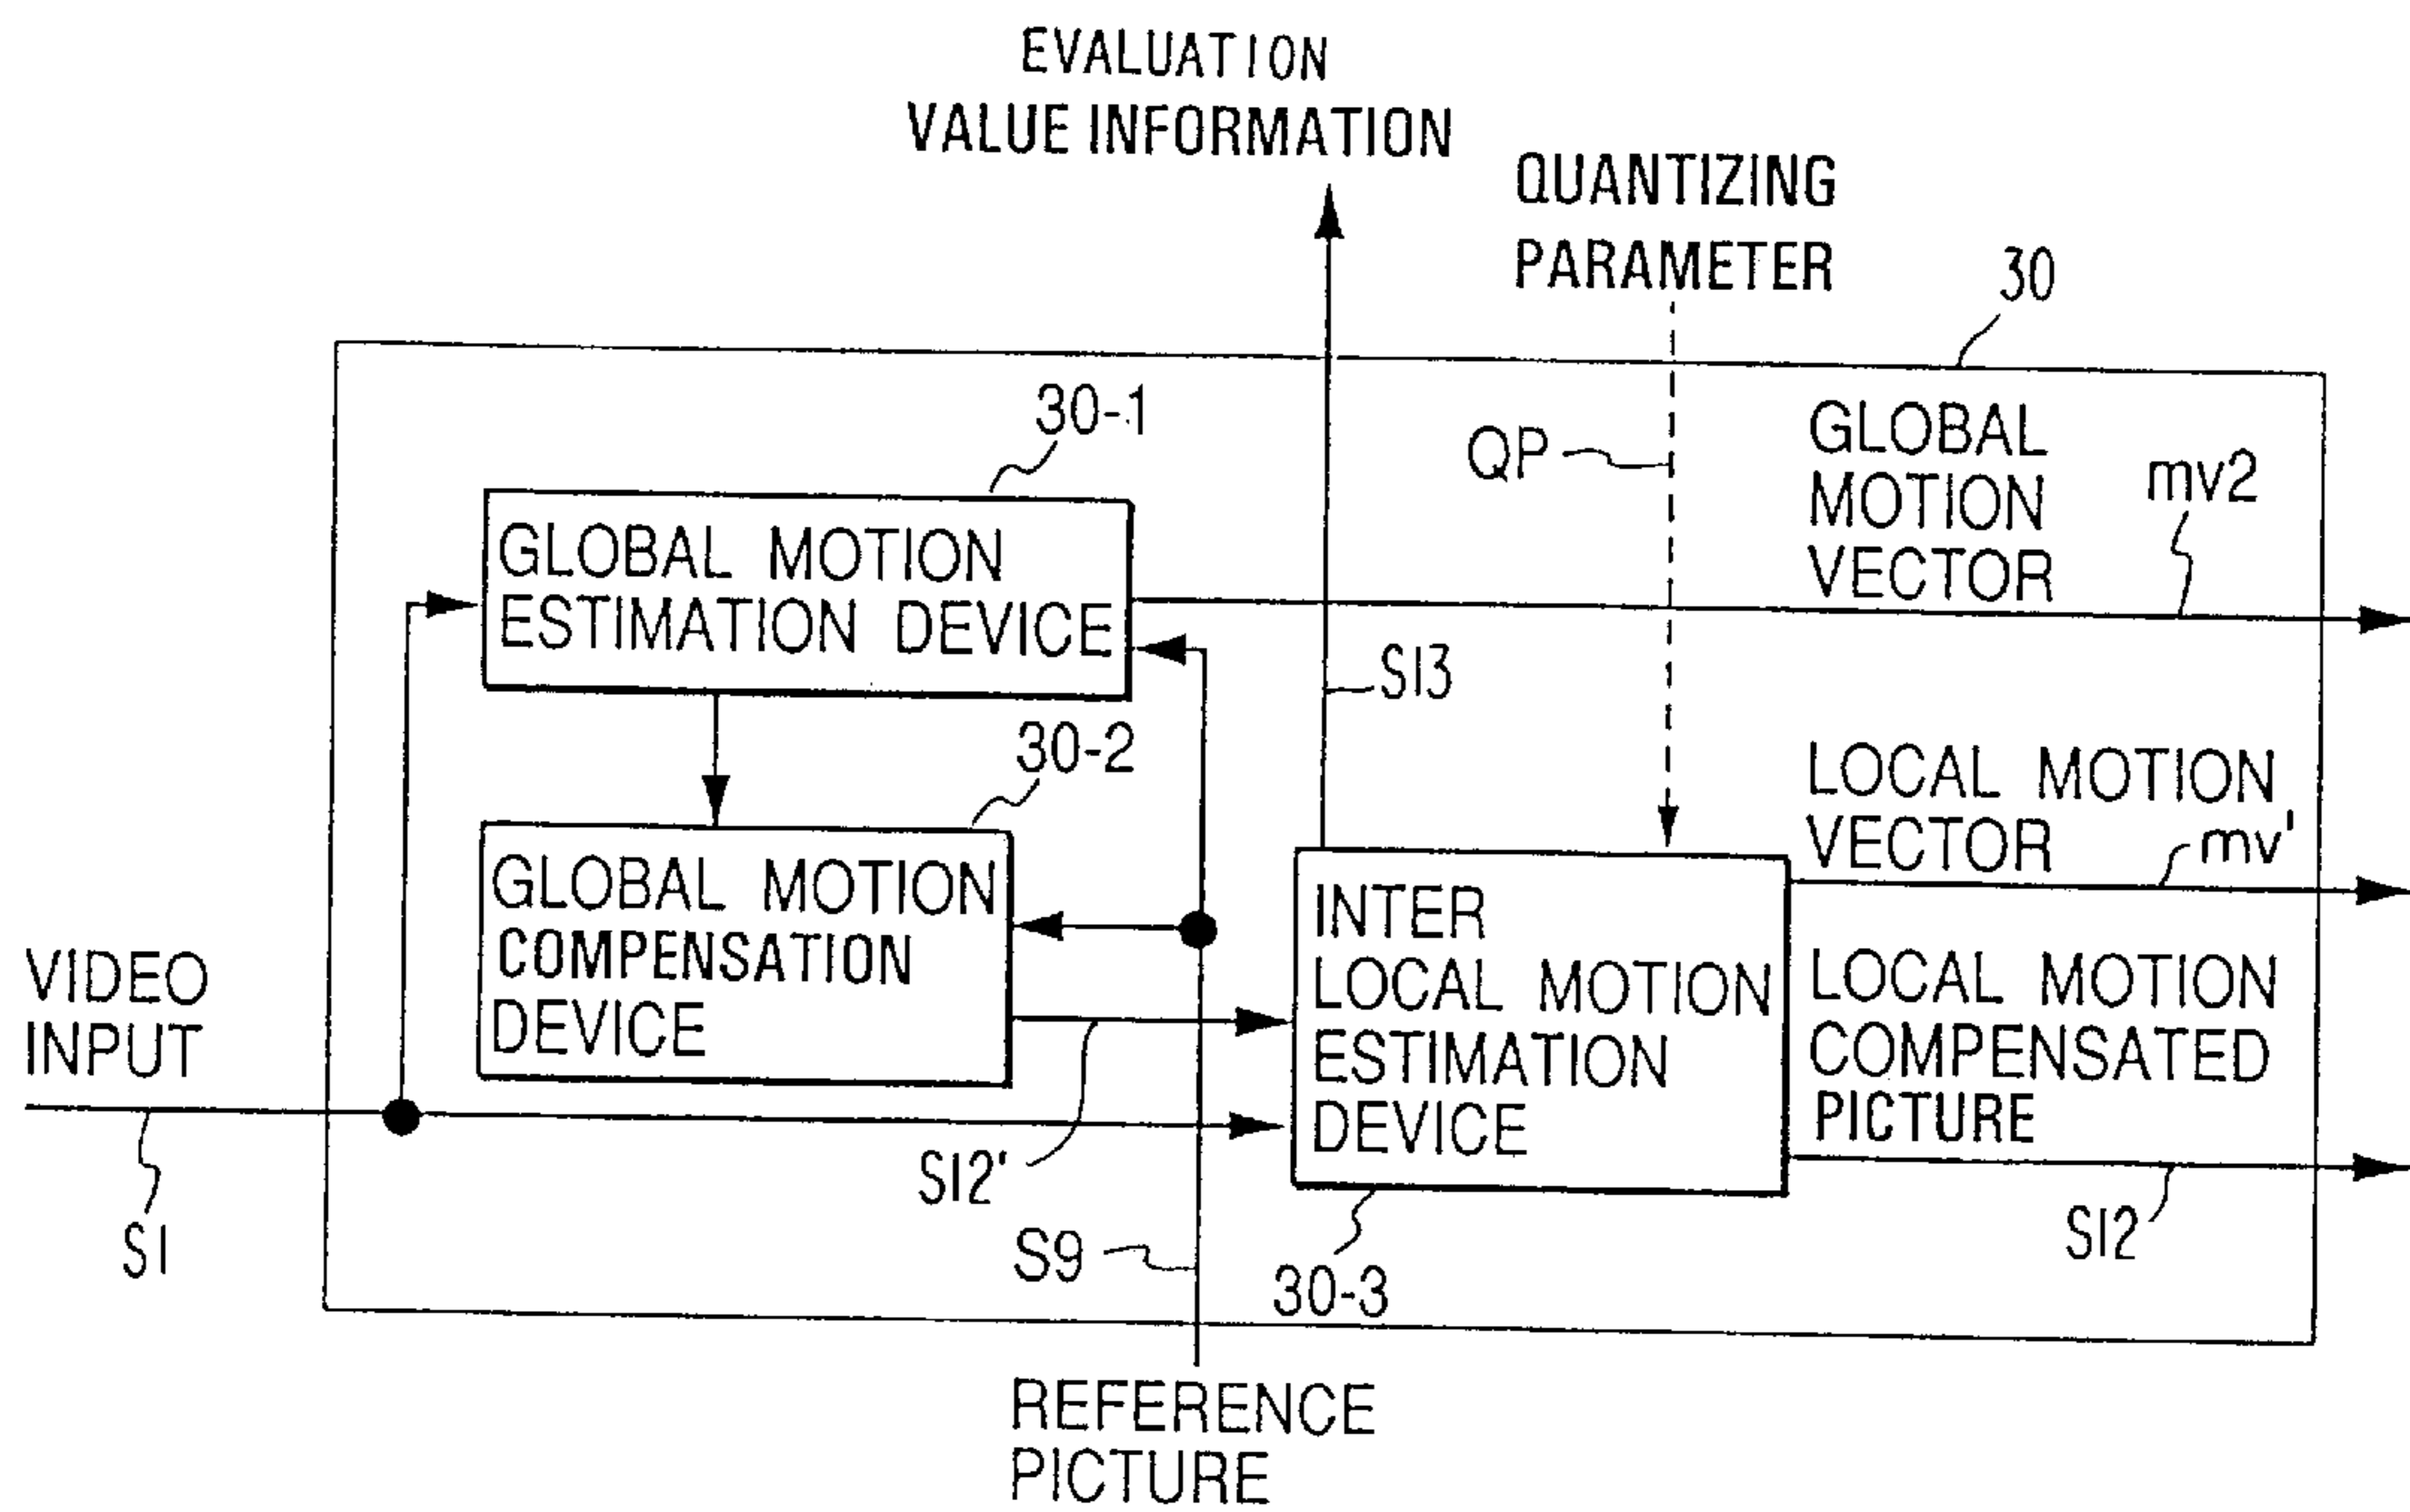 EVALUATION
VALUE INFORMATION
QUANTIZING
PARAMETER
30
30-1
QP
GLOBAL
MOTION
VECTOR
mv2
GLOBAL MOTION
ESTIMATION DEVICE
S13
30-2
LOCAL MOTION
VECTOR
mv'
GLOBAL MOTION
COMPENSATION
DEVICE
INTER
LOCAL MOTION
ESTIMATION
DEVICE
VIDEO
INPUT
LOCAL MOTION
COMPENSATED
PICTURE
S12'
S1
S9
30-3
S12
REFERENCE
PICTURE